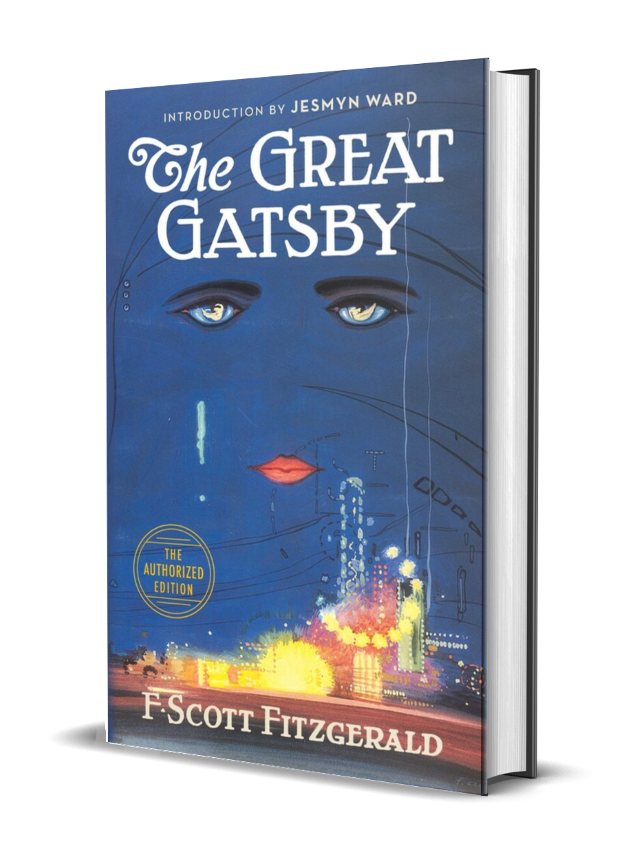 INTRODUCTION BY JESMYN WARD
The GREAT
GATSBY
THE
AUTHORIZED
EDITION
F. SCOTT FITZGERALD